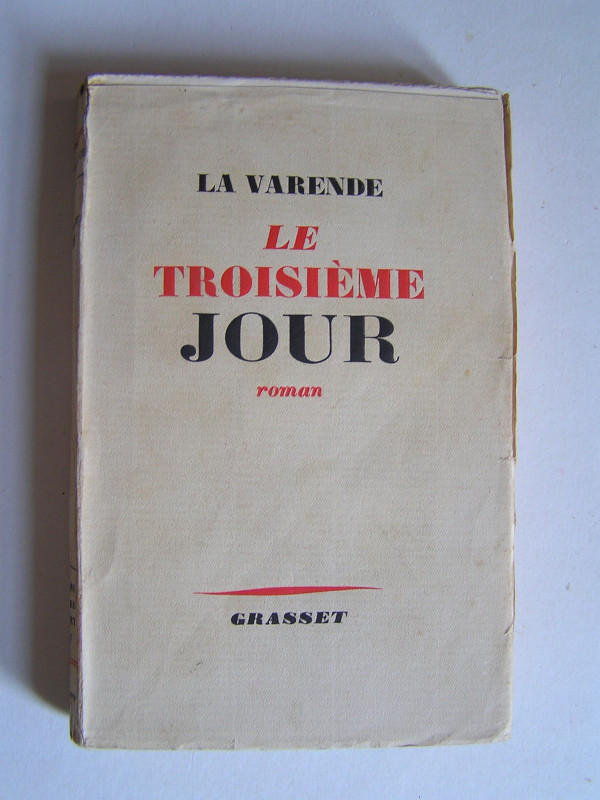 LA VARENDE
LE
TROISIÈME
JOUR
roman
GRASSET